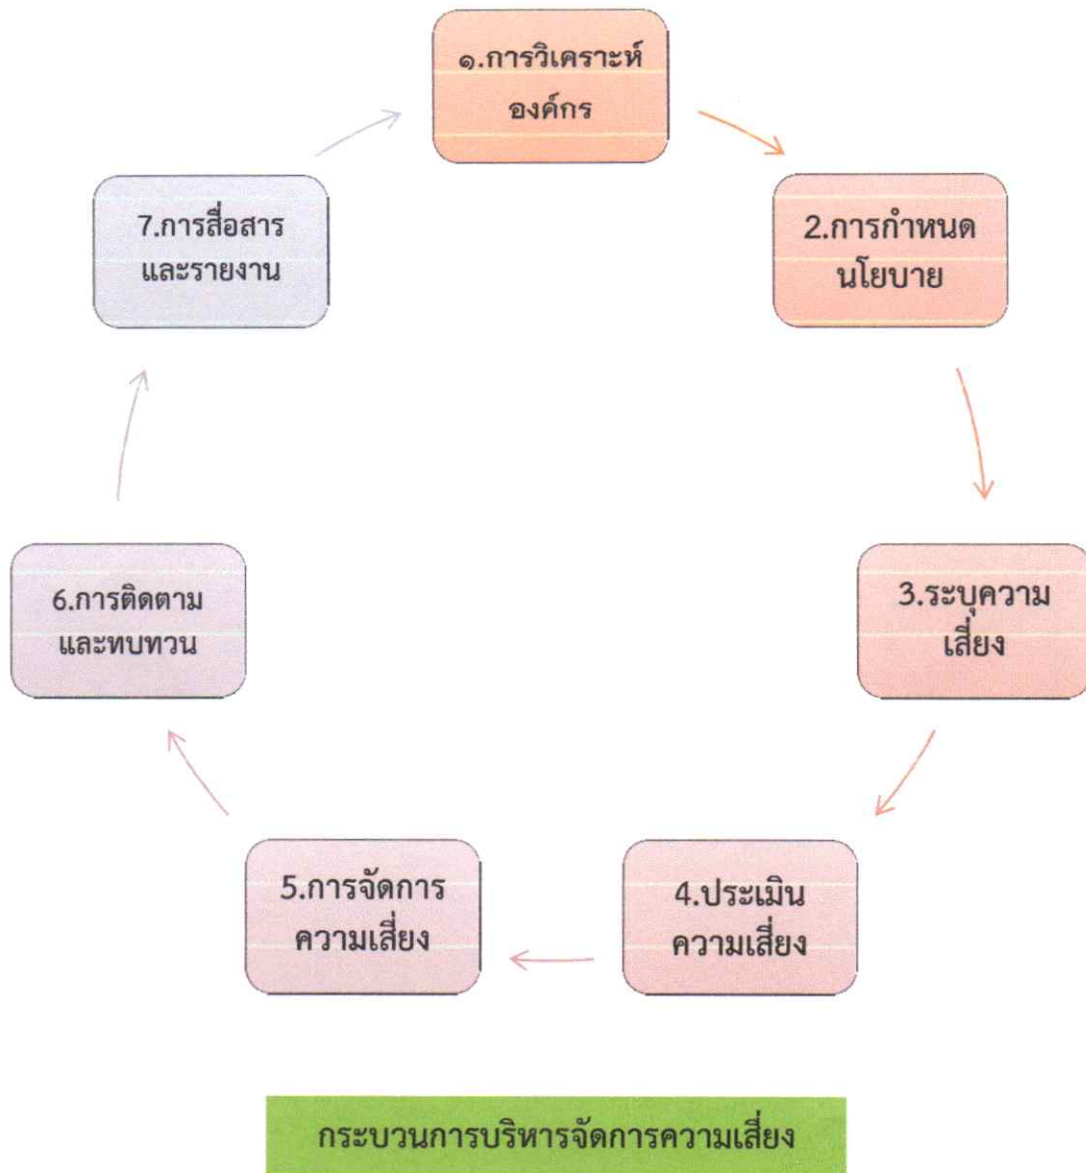 ๑.การวิเคราะห์
องค์กร
2.การกำหนด
นโยบาย
3.ระบุความ
เสี่ยง
4.ประเมิน
ความเสี่ยง
5.การจัดการ
ความเสี่ยง
6.การติดตาม
และทบทวน
7.การสื่อสาร
และรายงาน
กระบวนการบริหารจัดการความเสี่ยง